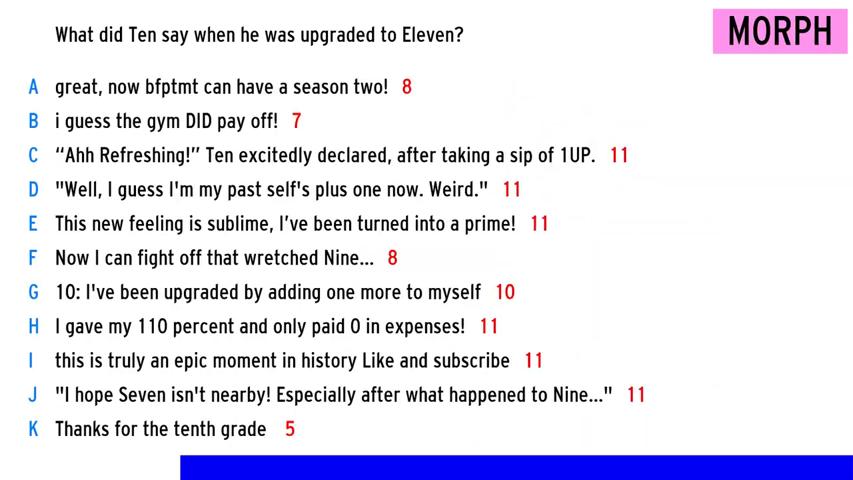 What did Ten say when he was upgraded to Eleven?
MORPH
A great, now bfptmt can have a season two! 8
B i guess the gym DID pay off! 7
C “Ahh Refreshing!” Ten excitedly declared, after taking a sip of 1UP. 11
D "Well, I guess I'm my past self's plus one now. Weird." 11
E This new feeling is sublime, I’ve been turned into a prime! 11
F Now I can fight off that wretched Nine... 8
G 10: I've been upgraded by adding one more to myself 10
H I gave my 110 percent and only paid 0 in expenses! 11
I this is truly an epic moment in history Like and subscribe 11
J "I hope Seven isn't nearby! Especially after what happened to Nine..." 11
K Thanks for the tenth grade 5